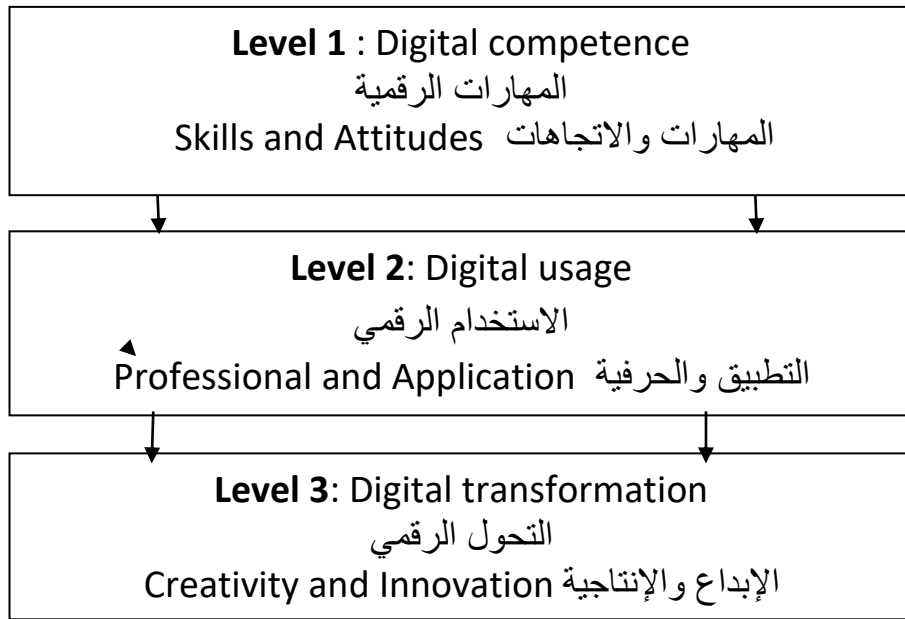 Level 1 : Digital competence
المهارات الرقمية
Skills and Attitudes المهارات والاتجاهات
Level 2: Digital usage
الاستخدام الرقمي
Professional and Application التطبيق والحرفية
Level 3: Digital transformation
التحول الرقمي
Creativity and Innovation الإبداع والإنتاجية